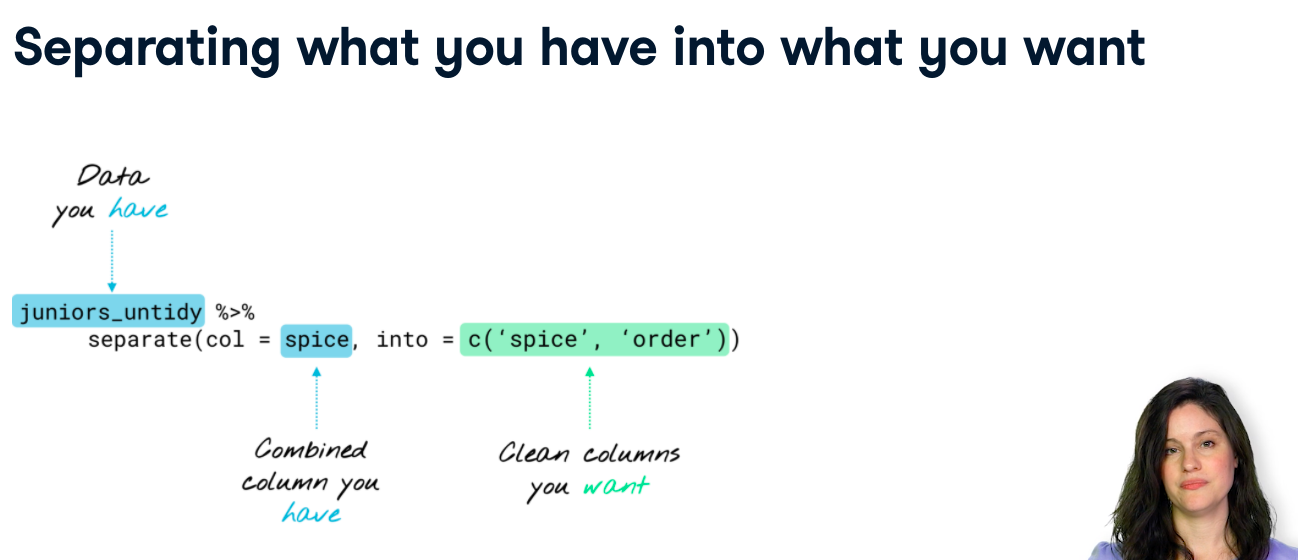 Separating what you have into what you want
Data
you have
juniors_untidy %>%
separate(col = spice, into = c(‘spice’, ‘order’))
Combined
column you
have
Clean columns
you want